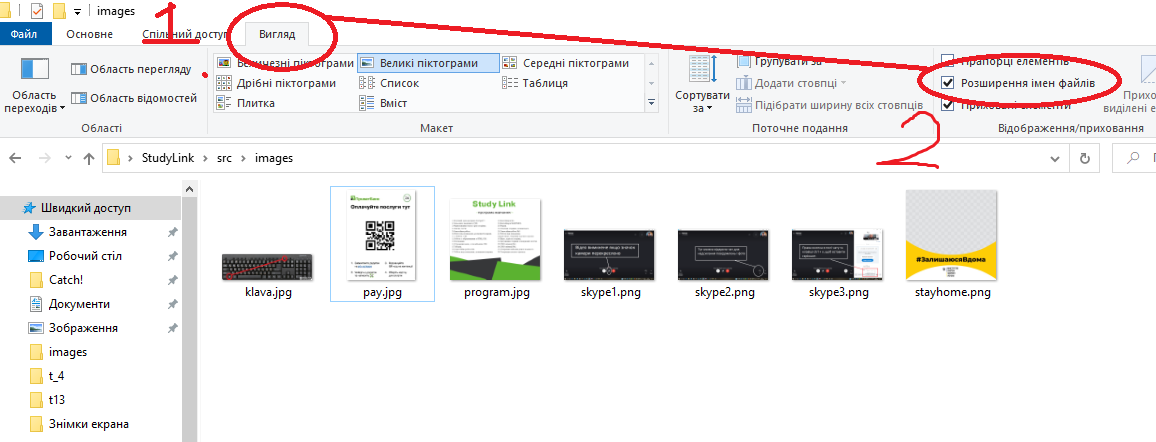 images
Файл
Основне
1.
Спільний доступ
Вигляд
Область переходів
Область перегляду
Область відомостей
Області
Величезні піктограми
Великі піктограми
Середні піктограми
Дрібні піктограми
Список
Таблиця
Плитка
Вміст
Макет
Сортувати за
Групувати за
Додати стовпці
Підібрати ширину всіх стовпців
Поточне подання
2
Прапорці елементів
Розширення імен файлів
Приховані елементи
Прихо
виділені е
Відображення/приховання
StudyLink
src
images
Швидкий доступ
Завантаження
Робочий стіл
Catch!
Документи
Зображення
images
t_4
t13
Знімки екрана
ПриватБанк
Оплачуйте послуги тут
Study Link
#ЗалишаюсяВдома
klava.jpg
pay.jpg
program.jpg
skype1.png
skype2.png
skype3.png
stayhome.png